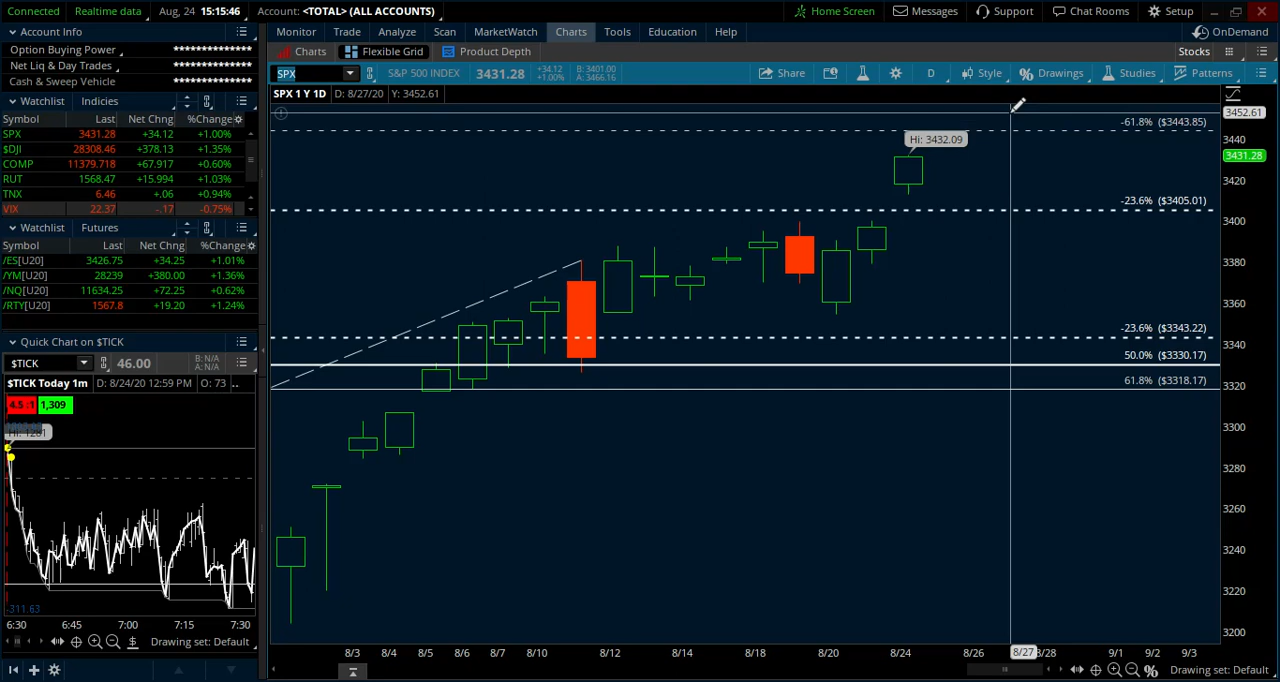 Connected Realtime data Aug, 24 15:15:46 Account: <TOTAL> (ALL ACCOUNTS) Home Screen Messages Support Chat Rooms Setup
Account Info
Option Buying Power **************
Net Liq & Day Trades **************
Cash & Sweep Vehicle **************
Watchlist Indicies
Symbol Last Net Chng %Change
SPX 3431.28 +34.12 +1.00%
$DJI 28308.46 +378.13 +1.35%
COMP 11379.718 +67.917 +0.60%
RUT 1568.47 +15.994 +1.03%
TNX 6.46 +.06 +0.94%
VIX 22.37 -.17 -0.75%
Watchlist Futures
Symbol Last Net Chng %Change
/ES[U20] 3426.75 +34.25 +1.01%
/YM[U20] 28239 +380.00 +1.36%
/NQ[U20] 11634.25 +72.25 +0.62%
/RTY[U20] 1567.8 +19.20 +1.24%
Quick Chart on $TICK
$TICK 46.00 B: N/A
A: N/A
$TICK Today 1m D: 8/24/20 12:59 PM O: 73 ..
4.5 :1 1,309
-311.63
6:30 6:45 7:00 7:15 7:30
Drawing set: Default
Monitor Trade Analyze Scan MarketWatch Charts Tools Education Help OnDemand
Charts Flexible Grid Product Depth Stocks
SPX S&P 500 INDEX 3431.28 +34.12 B: 3401.00
+1.00% A: 3466.16
Share D Style Drawings Studies Patterns
SPX 1 Y 1D D: 8/27/20 Y: 3452.61
-61.8% ($3443.85)
Hi: 3432.09
-23.6% ($3405.01)
-23.6% ($3343.22)
50.0% ($3330.17)
61.8% ($3318.17)
3452.61
3440
3431.28
3420
3400
3380
3360
3340
3320
3300
3280
3260
3240
3220
3200
8/3 8/4 8/5 8/6 8/7 8/10 8/12 8/14 8/18 8/20 8/24 8/26 8/27 8/28 9/1 9/2 9/3
Drawing set: Default